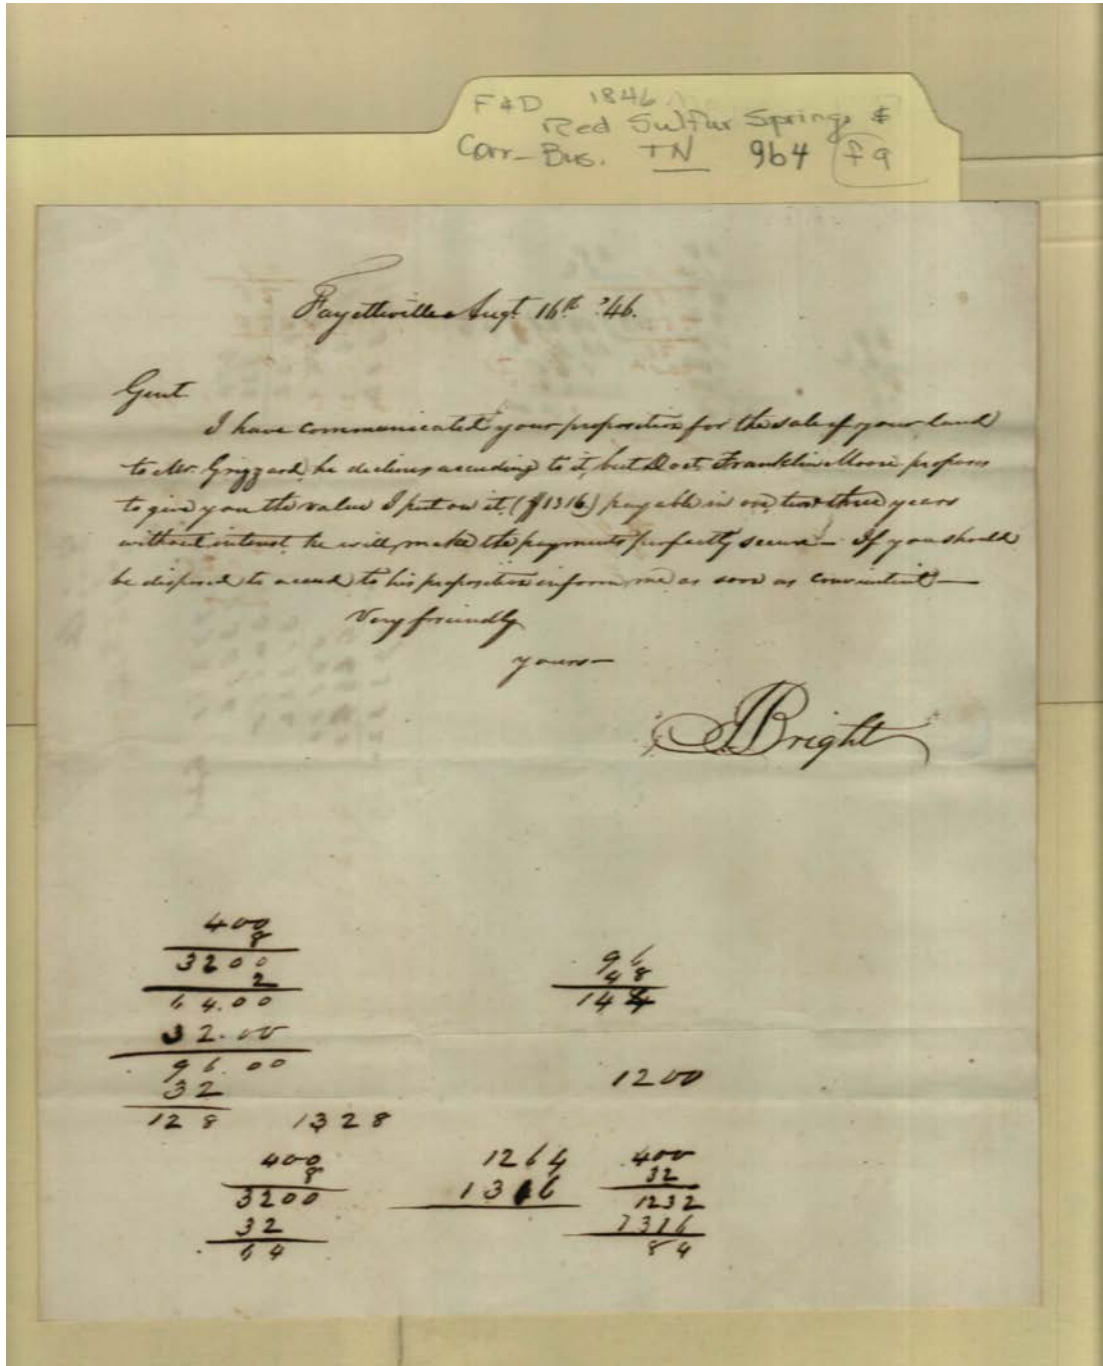 F&D 1846
Red Sulfur Springs &
Corr-Bus. TN 964 f9
Fayetteville Augt 16th '46.
Gent
I have communicated your proposition for the sale of your land
to Mr. Grizzard, he declines acceeding to it, but Doct. Franklin Moore proposes
to give you the value I put on it, ($1316) payable in one, two three years
without interest, he will make the payments perfectly secure— If you should
be disposed to acceed to his proposition inform me as soon as convenient—
Very friendly
yours—
Bright
400
8
3200
2
64.00
32.00
96.00
32
128 1328
96
48
144
1200
400
8
3200
32
64
1264
1316
400
32
1232
1316
84